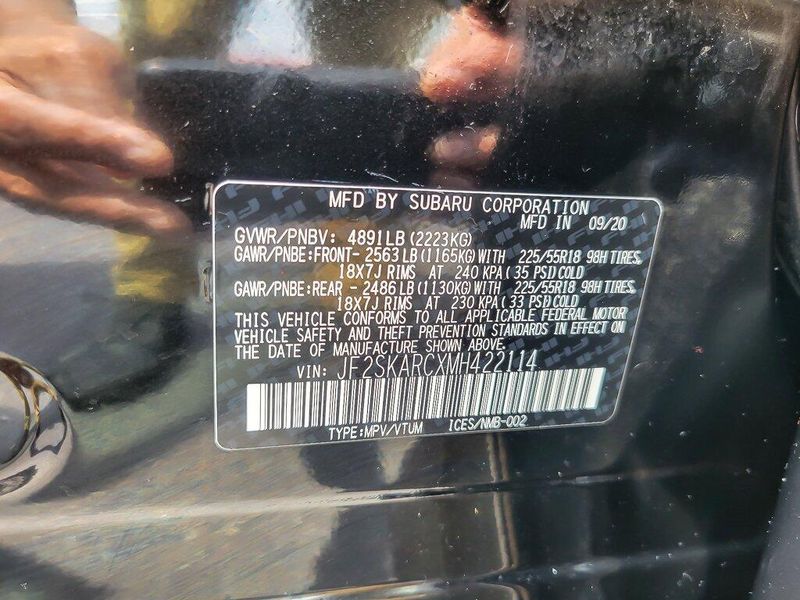 MFD BY SUBARU CORPORATION
MFD IN 09/20
GVWR/PNBV: 4891LB(2223KG)
GAWR/PNBE:FRONT-2563LB(1165KG)WITH 225/55R18 98H TIRES,
18X7J RIMS AT 240 KPA(35 PSI)COLD
GAWR/PNBE:REAR -2486LB(1130KG)WITH 225/55R18 98H TIRES,
18X7J RIMS AT 230 KPA(33 PSI)COLD
THIS VEHICLE CONFORMS TO ALL APPLICABLE FEDERAL MOTOR
VEHICLE SAFETY AND THEFT PREVENTION STANDARDS IN EFFECT ON
THE DATE OF MANUFACTURE SHOWN ABOVE.
VIN: JF2SKARCXMH422114
TYPE:MPV/VTUM ICES/NMB-002